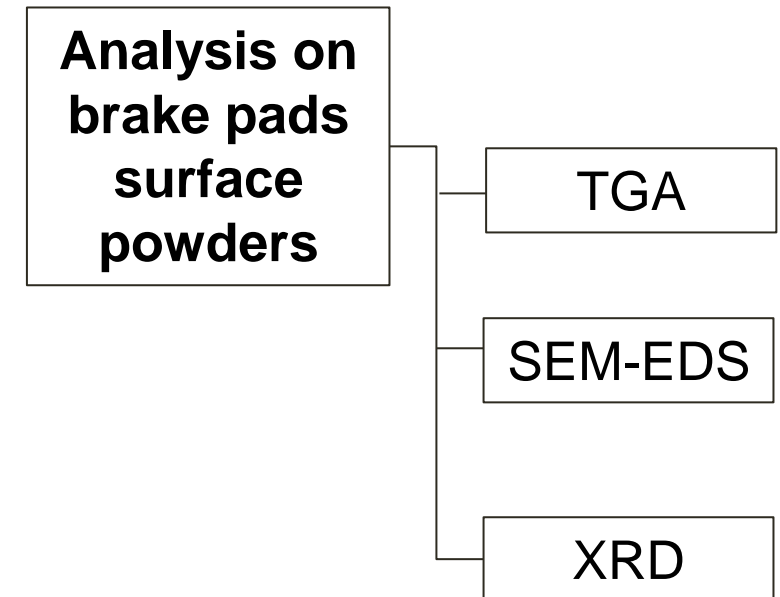 Analysis on
brake pads
surface
powders
TGA
SEM-EDS
XRD